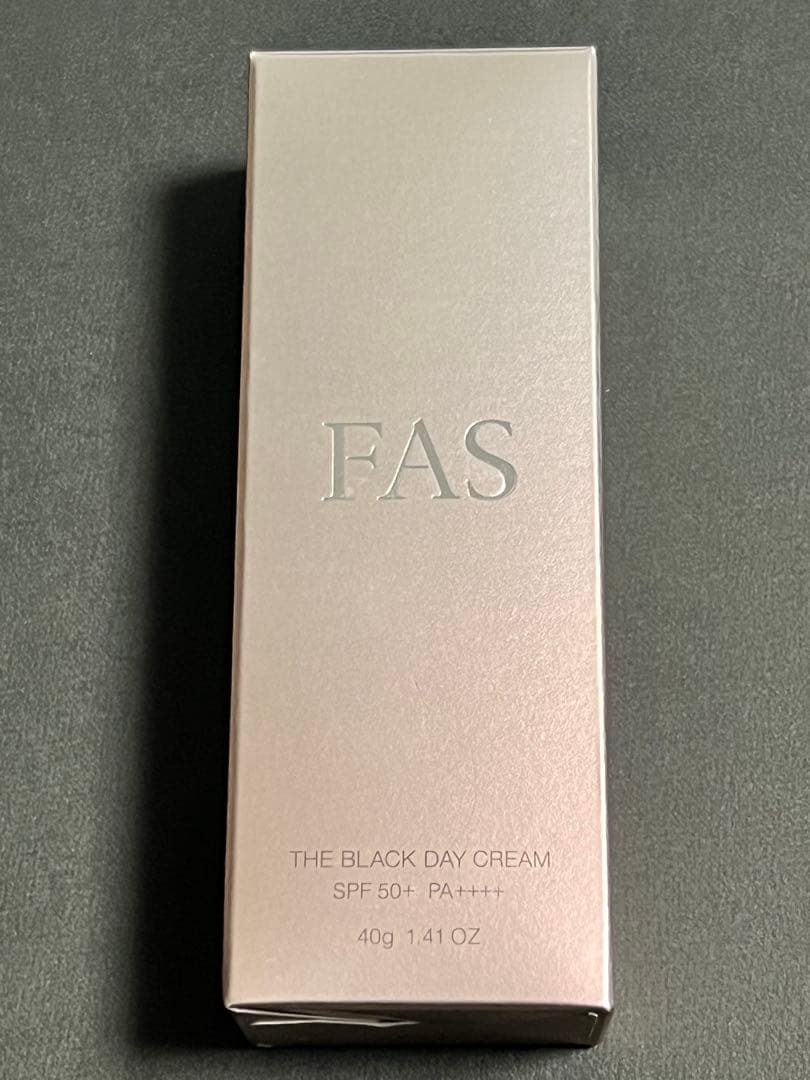 FAS
THE BLACK DAY CREAM
SPF 50+ PA++++
40g 1.41 OZ